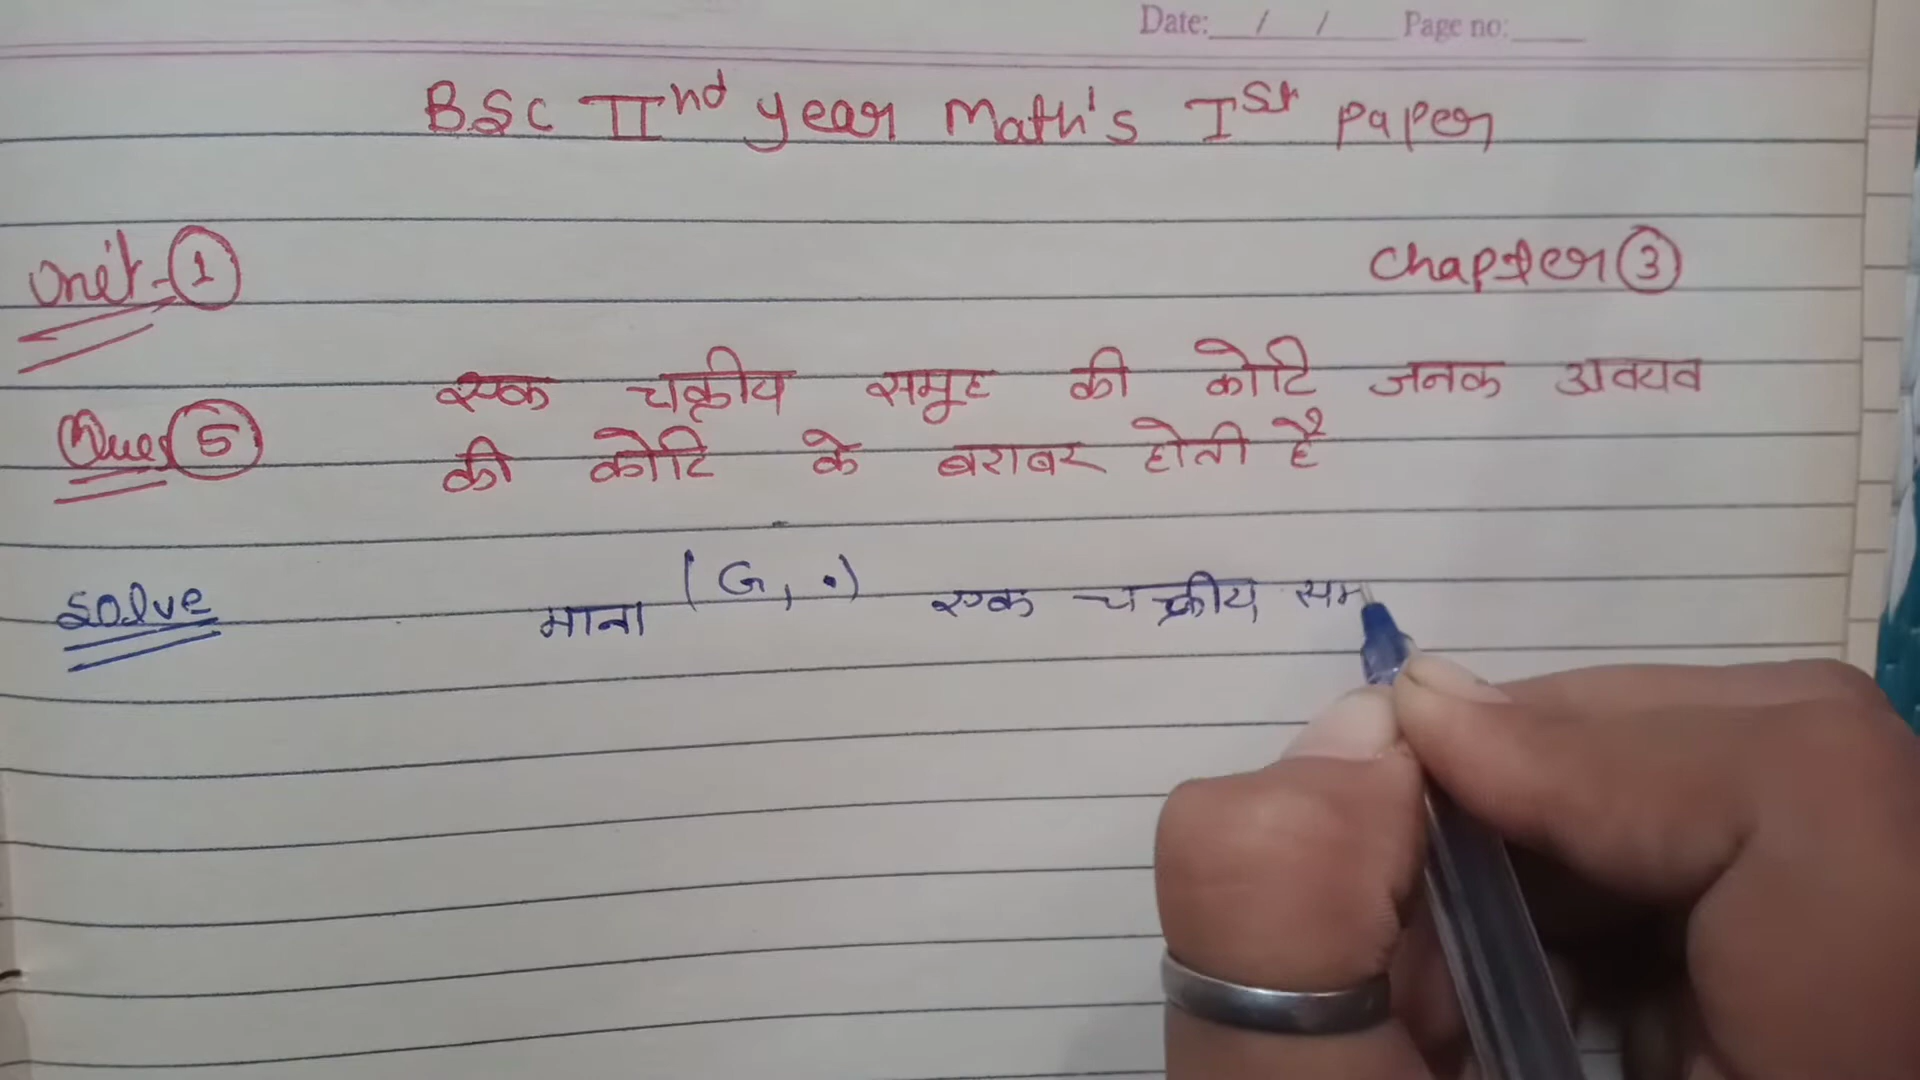 Date: / / Page no:
BSc IInd year Math's Ist paper
Unit-1
Chapter 3
एक चक्रीय समूह की कोटि जनक अवयव
Que 5
की कोटि के बराबर होती है
Solve माना (G, .) एक चक्रीय सम